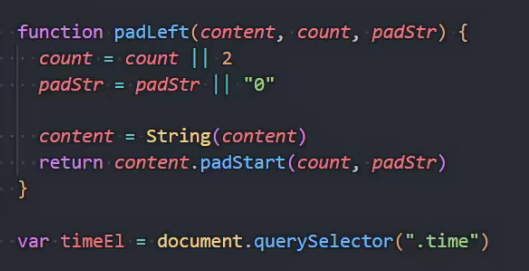 function padLeft(content, count, padStr) {
  count = count || 2
  padStr = padStr || "0"

  content = String(content)
  return content.padStart(count, padStr)
}

var timeEl = document.querySelector(".time")